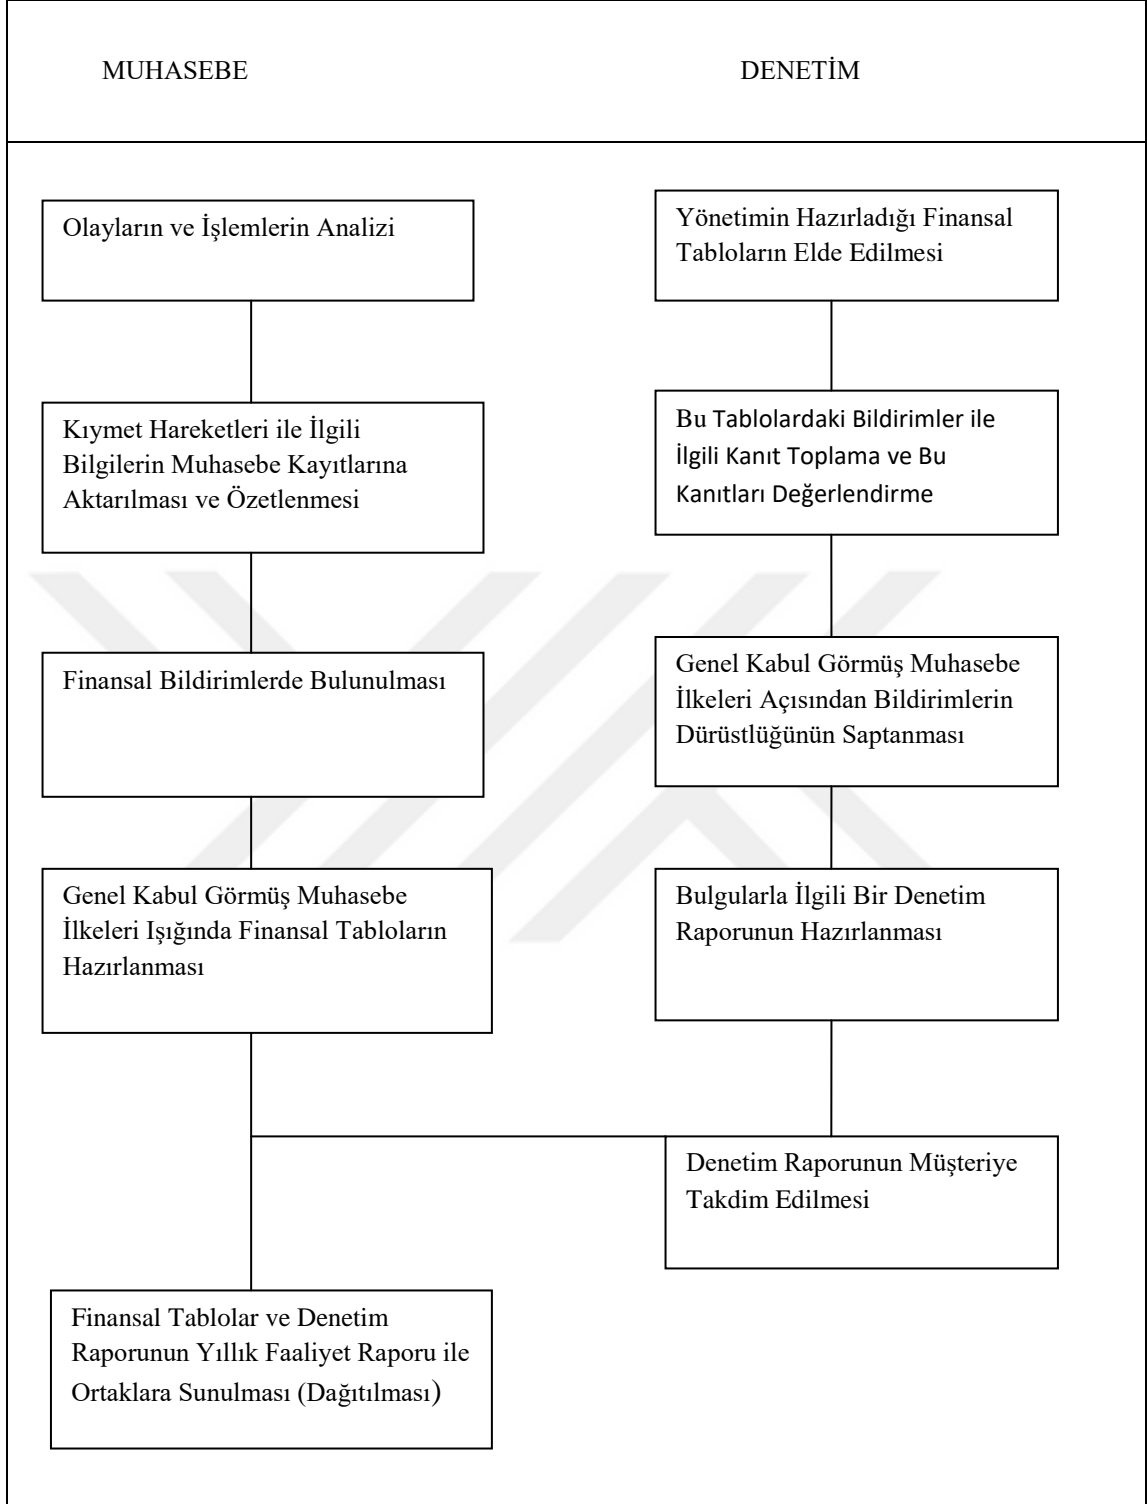 MUHASEBE
DENETİM
Olayların ve İşlemlerin Analizi
Kıymet Hareketleri ile İlgili
Bilgilerin Muhasebe Kayıtlarına
Aktarılması ve Özetlenmesi
Finansal Bildirimlerde Bulunulması
Genel Kabul Görmüş Muhasebe
İlkeleri Işığında Finansal Tabloların
Hazırlanması
Finansal Tablolar ve Denetim
Raporunun Yıllık Faaliyet Raporu ile
Ortaklara Sunulması (Dağıtılması)
Yönetimin Hazırladığı Finansal
Tabloların Elde Edilmesi
Bu Tablolardaki Bildirimler ile
İlgili Kanıt Toplama ve Bu
Kanıtları Değerlendirme
Genel Kabul Görmüş Muhasebe
İlkeleri Açısından Bildirimlerin
Dürüstlüğünün Saptanması
Bulgularla İlgili Bir Denetim
Raporunun Hazırlanması
Denetim Raporunun Müşteriye
Takdim Edilmesi